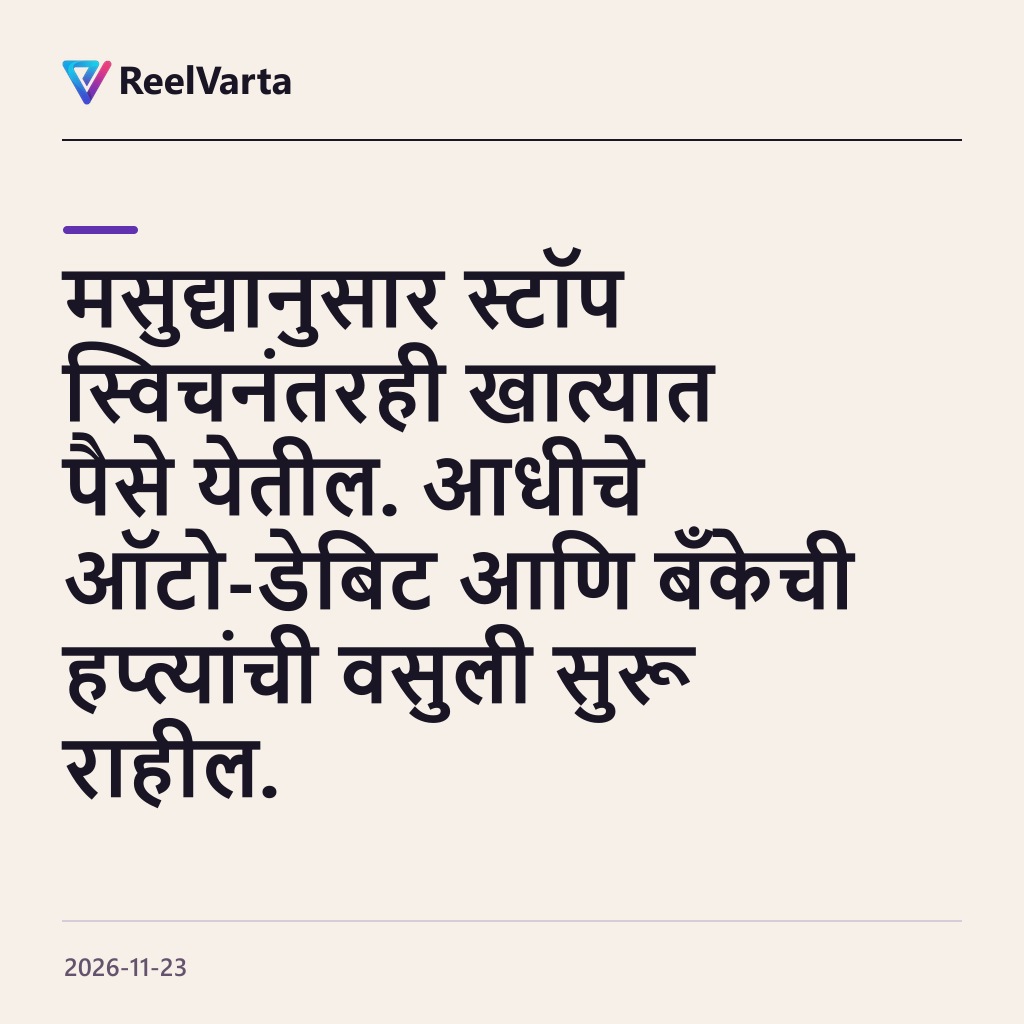 ReelVarta
मसुद्यानुसार स्टॉप
स्विचनंतरही खात्यात
पैसे येतील. आधीचे
ऑटो-डेबिट आणि बँकेची
हप्त्यांची वसुली सुरू
राहील.
2026-11-23